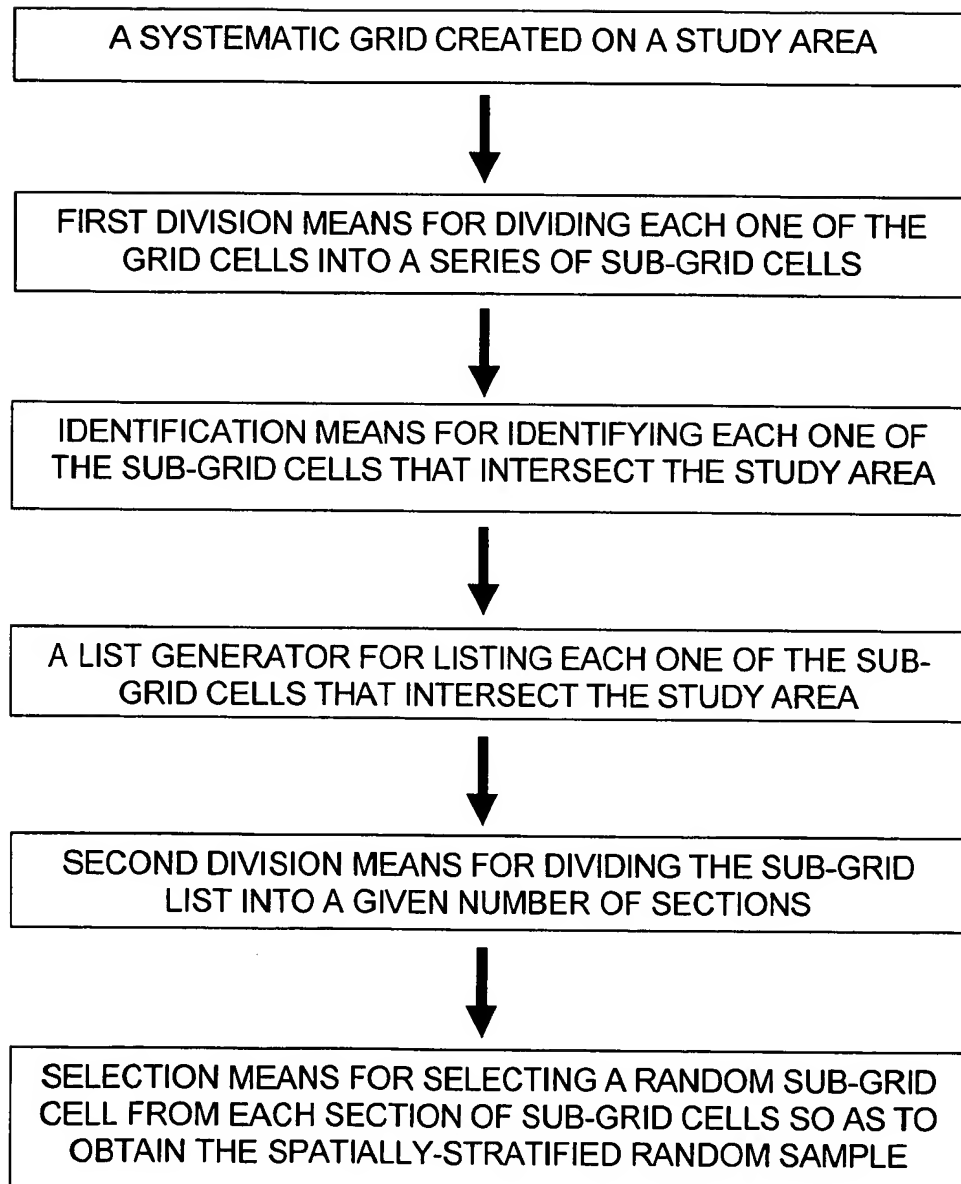 A SYSTEMATIC GRID CREATED ON A STUDY AREA
FIRST DIVISION MEANS FOR DIVIDING EACH ONE OF THE
GRID CELLS INTO A SERIES OF SUB-GRID CELLS
IDENTIFICATION MEANS FOR IDENTIFYING EACH ONE OF
THE SUB-GRID CELLS THAT INTERSECT THE STUDY AREA
A LIST GENERATOR FOR LISTING EACH ONE OF THE SUB-
GRID CELLS THAT INTERSECT THE STUDY AREA
SECOND DIVISION MEANS FOR DIVIDING THE SUB-GRID
LIST INTO A GIVEN NUMBER OF SECTIONS
SELECTION MEANS FOR SELECTING A RANDOM SUB-GRID
CELL FROM EACH SECTION OF SUB-GRID CELLS SO AS TO
OBTAIN THE SPATIALLY-STRATIFIED RANDOM SAMPLE